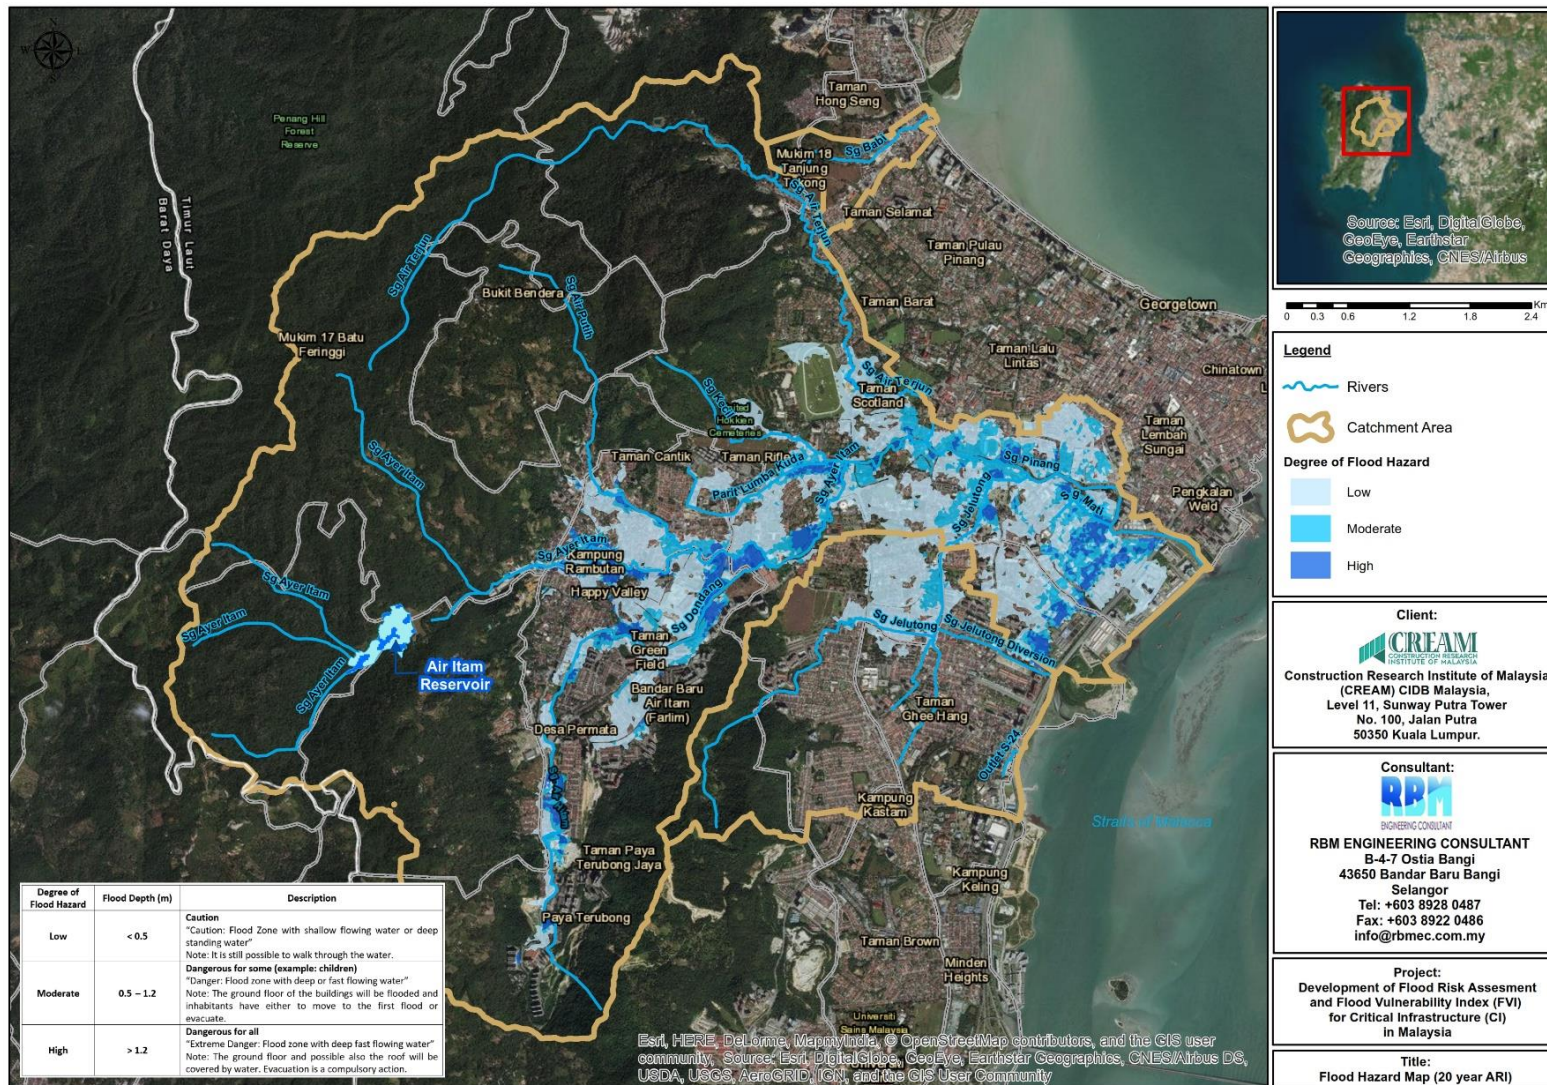 W
Penang Hill
Forest
Reserve
Timur Laut
Barat Daya
Taman
Hong Seng
Sg Babi
Mukim 18
Tanjung
Tokong
Sg Air Terjun
Taman Selamat
Taman Pulau
Pinang
Sg Air Terjun
Bukit Bendera
Sg Air Putih
Taman Barat
Georgetown
Mukim 17 Batu
Feringgi
Taman Lalu
Lintas
Chinatown
Sg Air Terjun
Taman
Scotland
Sg Kecil
United
Hokkien
Cemeteries
Taman
Lembah
Sungai
Taman Cantik
Taman Rifle
Parit Lumba Kuda
Sg Ayer Itam
Sg Pinang
Sg Ayer Itam
Sg Jelutong
Sg Mati
Pengkalan
Weld
Sg Ayer Itam
Kampung
Rambutan
Happy Valley
Sg Ayer Itam
Sg Ayer Itam
Sg Ayer Itam
Air Itam
Reservoir
Sg Dondang
Taman
Green
Field
Sg Jelutong
Sg Jelutong Diversion
Bandar Baru
Air Itam
(Farlim)
Desa Permata
Taman
Ghee Hang
Outlet S-24
Kampung
Kastam
Straits of Malacca
Taman Paya
Terubong Jaya
Kampung
Keling
Paya Terubong
Taman Brown
Minden
Heights
Universiti
Sains Malaysia
Universiti
Degree of
Flood Hazard
Flood Depth (m)
Description
Low
< 0.5
Caution
"Caution: Flood Zone with shallow flowing water or deep
standing water"
Note: It is still possible to walk through the water.
Moderate
0.5 – 1.2
Dangerous for some (example: children)
"Danger: Flood zone with deep or fast flowing water"
Note: The ground floor of the buildings will be flooded and
inhabitants have either to move to the first flood or
evacuate.
High
> 1.2
Dangerous for all
"Extreme Danger: Flood zone with deep fast flowing water"
Note: The ground floor and possible also the roof will be
covered by water. Evacuation is a compulsory action.
Esri, HERE, DeLorme, MapmyIndia, © OpenStreetMap contributors, and the GIS user
community, Source: Esri, DigitalGlobe, GeoEye, Earthstar Geographics, CNES/Airbus DS,
USDA, USGS, AeroGRID, IGN, and the GIS User Community
Source: Esri, DigitalGlobe,
GeoEye, Earthstar
Geographics, CNES/Airbus
Km
0 0.3 0.6 1.2 1.8 2.4
Legend
Rivers
Catchment Area
Degree of Flood Hazard
Low
Moderate
High
Client:
CREAM
CONSTRUCTION RESEARCH
INSTITUTE OF MALAYSIA
Construction Research Institute of Malaysia
(CREAM) CIDB Malaysia,
Level 11, Sunway Putra Tower
No. 100, Jalan Putra
50350 Kuala Lumpur.
Consultant:
RBM
ENGINEERING CONSULTANT
RBM ENGINEERING CONSULTANT
B-4-7 Ostia Bangi
43650 Bandar Baru Bangi
Selangor
Tel: +603 8928 0487
Fax: +603 8922 0486
info@rbmec.com.my
Project:
Development of Flood Risk Assesment
and Flood Vulnerability Index (FVI)
for Critical Infrastructure (CI)
in Malaysia
Title:
Flood Hazard Map (20 year ARI)